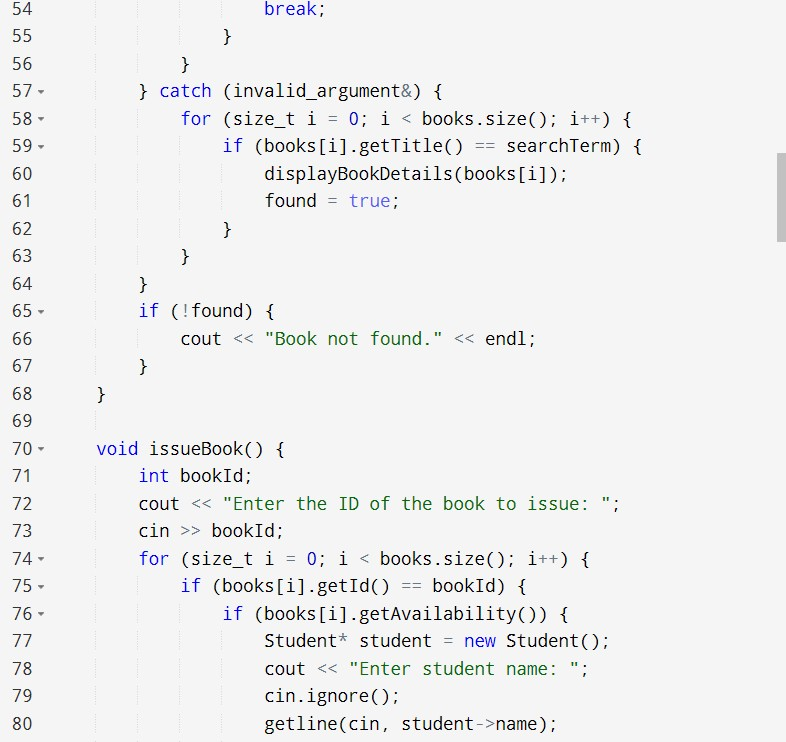 54                     break;
55                 }
56             }
57         } catch (invalid_argument&) {
58             for (size_t i = 0; i < books.size(); i++) {
59                 if (books[i].getTitle() == searchTerm) {
60                     displayBookDetails(books[i]);
61                     found = true;
62                 }
63             }
64         }
65         if (!found) {
66             cout << "Book not found." << endl;
67         }
68     }
69
70     void issueBook() {
71         int bookId;
72         cout << "Enter the ID of the book to issue: ";
73         cin >> bookId;
74         for (size_t i = 0; i < books.size(); i++) {
75             if (books[i].getId() == bookId) {
76                 if (books[i].getAvailability()) {
77                     Student* student = new Student();
78                     cout << "Enter student name: ";
79                     cin.ignore();
80                     getline(cin, student->name);